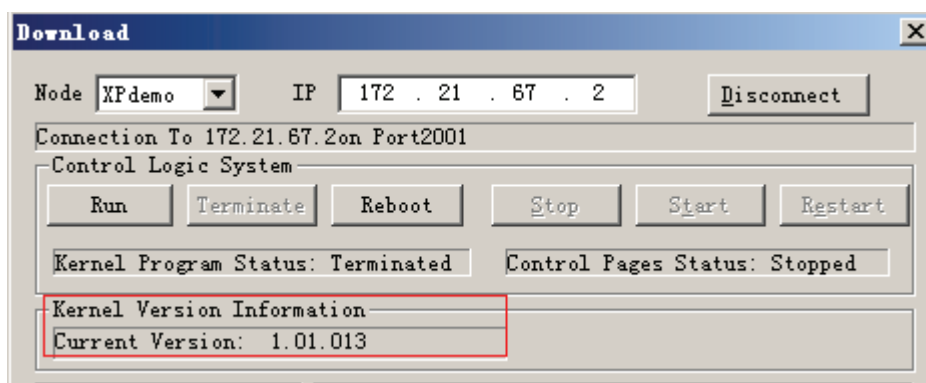 Download
Node XPdemo IP 172 . 21 . 67 . 2 Disconnect
Connection To 172.21.67.2on Port2001
Control Logic System
Run Terminate Reboot Stop Start Restart
Kernel Program Status: Terminated Control Pages Status: Stopped
Kernel Version Information
Current Version: 1.01.013